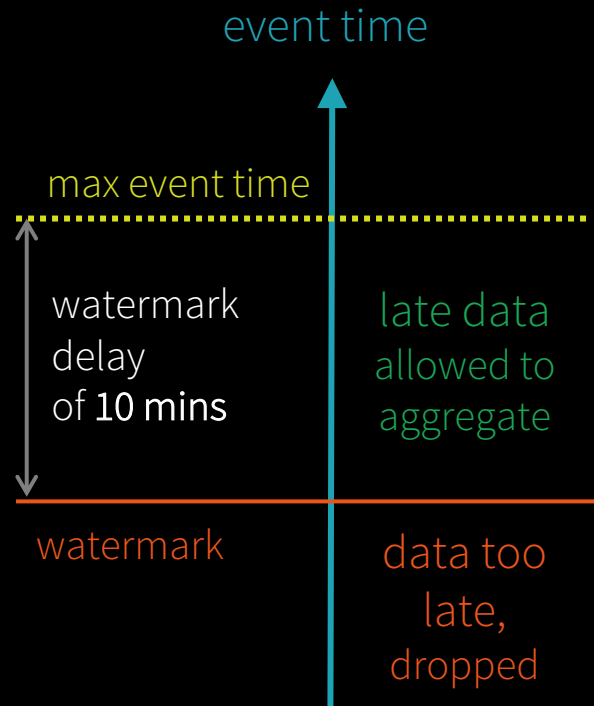 event time
max event time
watermark
delay
of 10 mins
late data
allowed to
aggregate
watermark
data too
late,
dropped